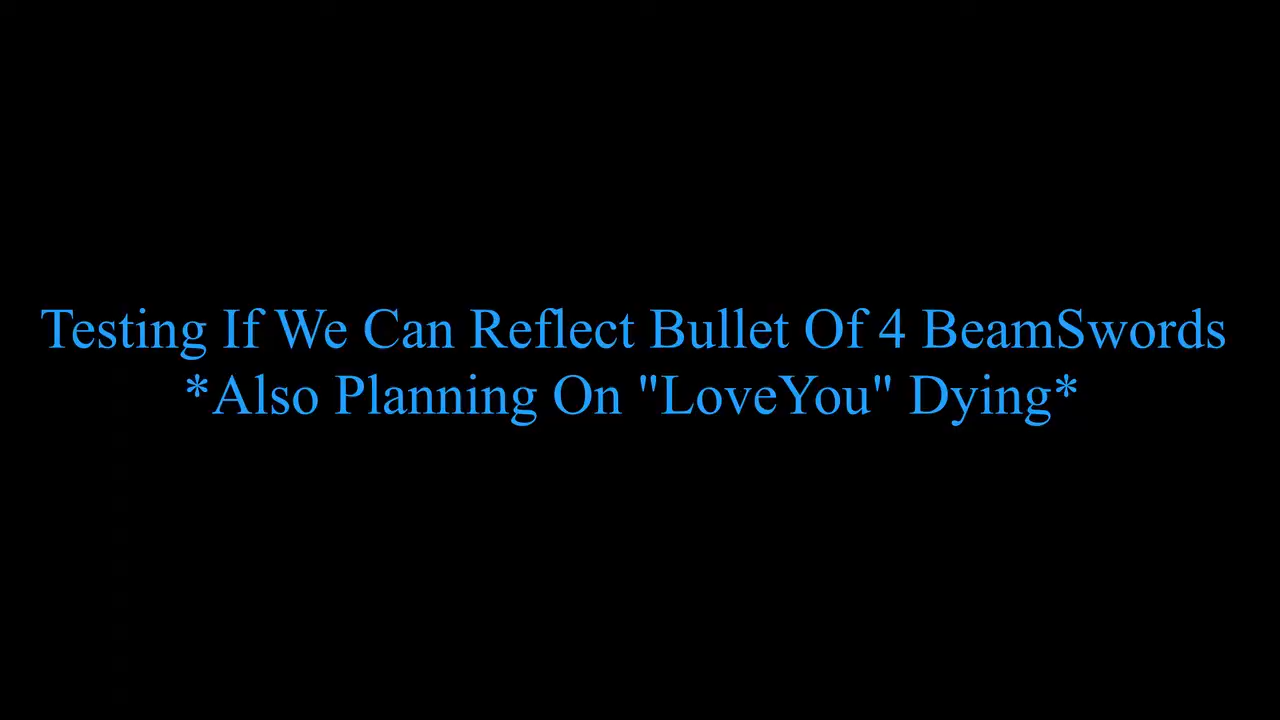 Testing If We Can Reflect Bullet Of 4 BeamSwords
*Also Planning On "LoveYou" Dying*